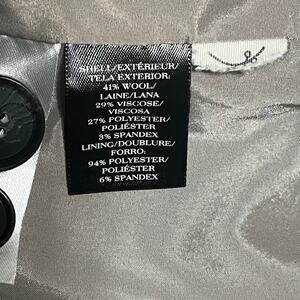 SHELL/EXTÉRIEUR/
TELA EXTERIOR:
41% WOOL/
LAINE/LANA
29% VISCOSE/
VISCOSA
27% POLYESTER/
POLIÉSTER
3% SPANDEX
LINING/DOUBLURE/
FORRO:
94% POLYESTER/
POLIÉSTER
6% SPANDEX